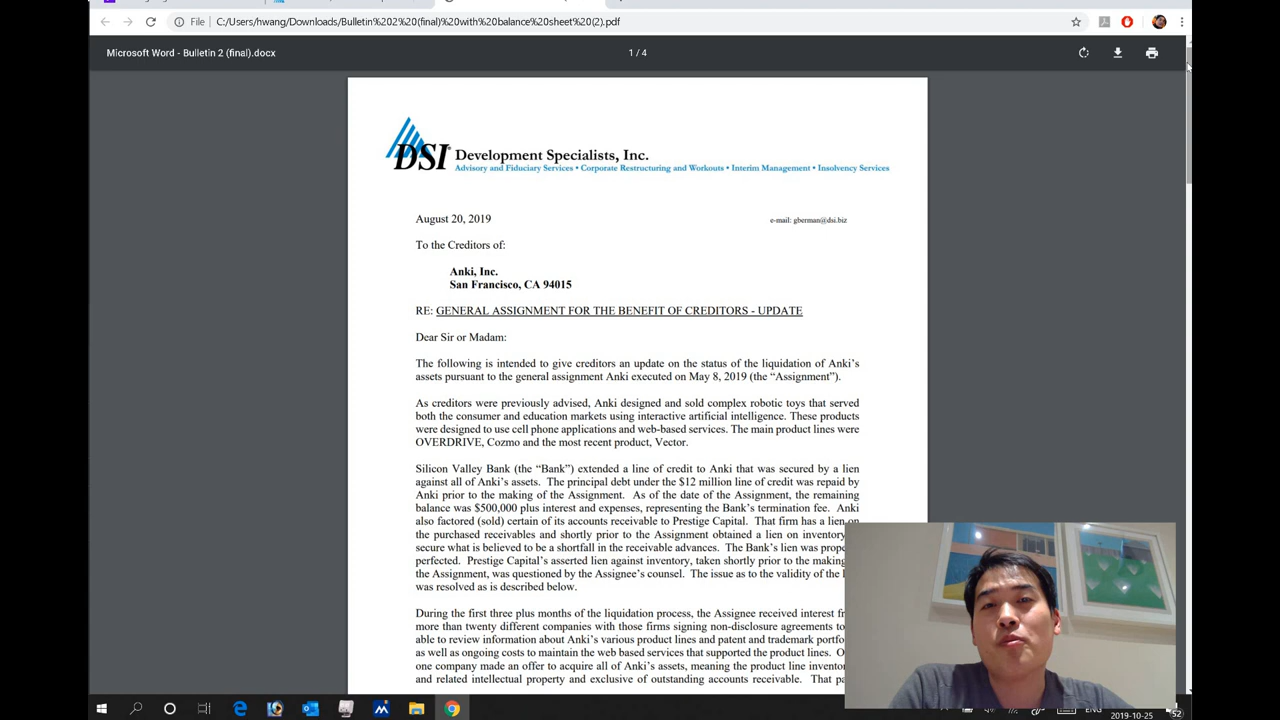 File C:/Users/hwang/Downloads/Bulletin%202%20(final)%20with%20balance%20sheet%20(2).pdf
Microsoft Word - Bulletin 2 (final).docx
1 / 4
DSI Development Specialists, Inc.
Advisory and Fiduciary Services • Corporate Restructuring and Workouts • Interim Management • Insolvency Services
August 20, 2019
e-mail: gberman@dsi.biz
To the Creditors of:
Anki, Inc.
San Francisco, CA 94015
RE: GENERAL ASSIGNMENT FOR THE BENEFIT OF CREDITORS - UPDATE
Dear Sir or Madam:
The following is intended to give creditors an update on the status of the liquidation of Anki's
assets pursuant to the general assignment Anki executed on May 8, 2019 (the "Assignment").
As creditors were previously advised, Anki designed and sold complex robotic toys that served
both the consumer and education markets using interactive artificial intelligence. These products
were designed to use cell phone applications and web-based services. The main product lines were
OVERDRIVE, Cozmo and the most recent product, Vector.
Silicon Valley Bank (the "Bank") extended a line of credit to Anki that was secured by a lien
against all of Anki's assets. The principal debt under the $12 million line of credit was repaid by
Anki prior to the making of the Assignment. As of the date of the Assignment, the remaining
balance was $500,000 plus interest and expenses, representing the Bank's termination fee. Anki
also factored (sold) certain of its accounts receivable to Prestige Capital. That firm has a lien on
the purchased receivables and shortly prior to the Assignment obtained a lien on inventory
secure what is believed to be a shortfall in the receivable advances. The Bank's lien was prope
perfected. Prestige Capital's asserted lien against inventory, taken shortly prior to the making
the Assignment, was questioned by the Assignee's counsel. The issue as to the validity of the l
was resolved as is described below.
During the first three plus months of the liquidation process, the Assignee received interest fr
more than twenty different companies with those firms signing non-disclosure agreements to
able to review information about Anki's various product lines and patent and trademark portfo
as well as ongoing costs to maintain the web based services that supported the product lines. O
one company made an offer to acquire all of Anki's assets, meaning the product line inventor
and related intellectual property and exclusive of outstanding accounts receivable. That pa
ENG
2019-10-25
52